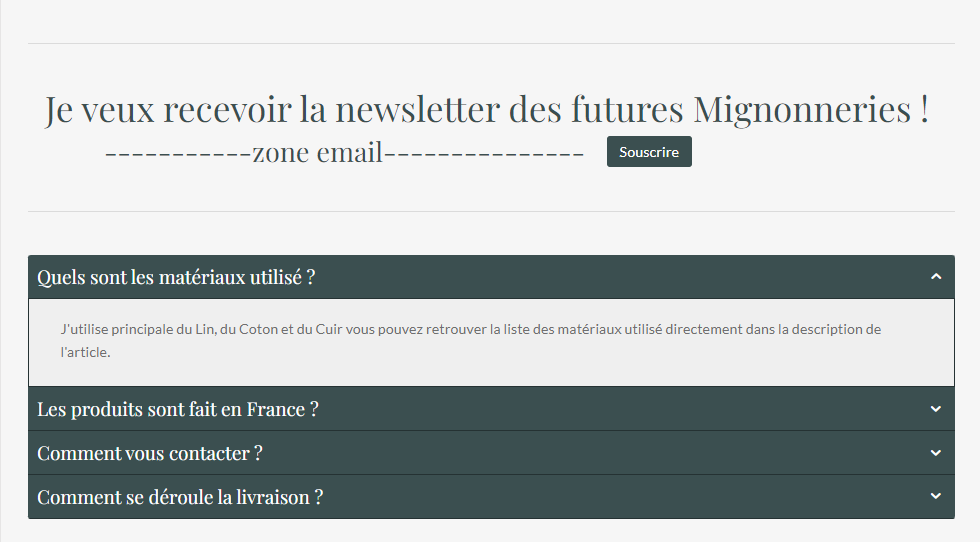 Je veux recevoir la newsletter des futures Mignonneries !
-----------zone email---------------
Souscrire
Quels sont les matériaux utilisé ?
J'utilise principale du Lin, du Coton et du Cuir vous pouvez retrouver la liste des matériaux utilisé directement dans la description de
l'article.
Les produits sont fait en France ?
Comment vous contacter ?
Comment se déroule la livraison ?